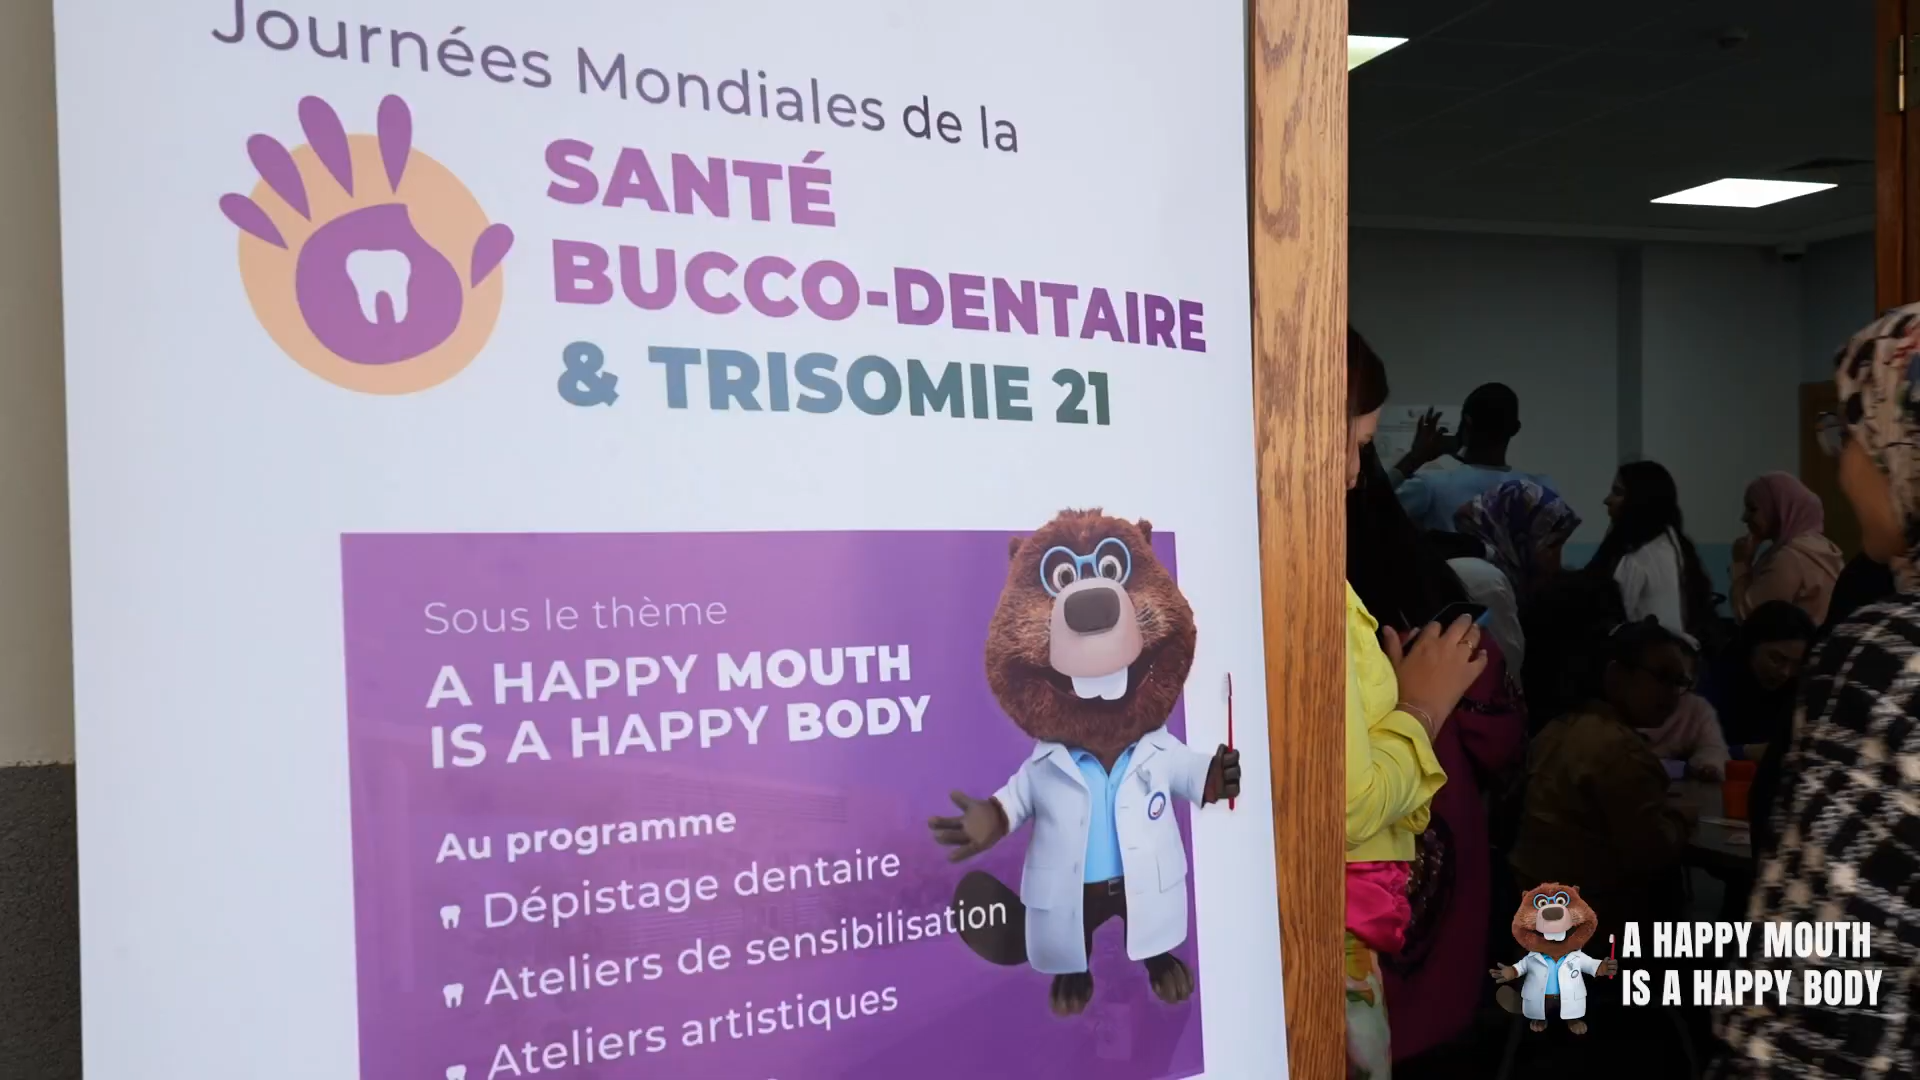 Journées Mondiales de la
SANTÉ
BUCCO-DENTAIRE
& TRISOMIE 21
Sous le thème
A HAPPY MOUTH
IS A HAPPY BODY
Au programme
Dépistage dentaire
Ateliers de sensibilisation
Ateliers artistiques
A HAPPY MOUTH
IS A HAPPY BODY